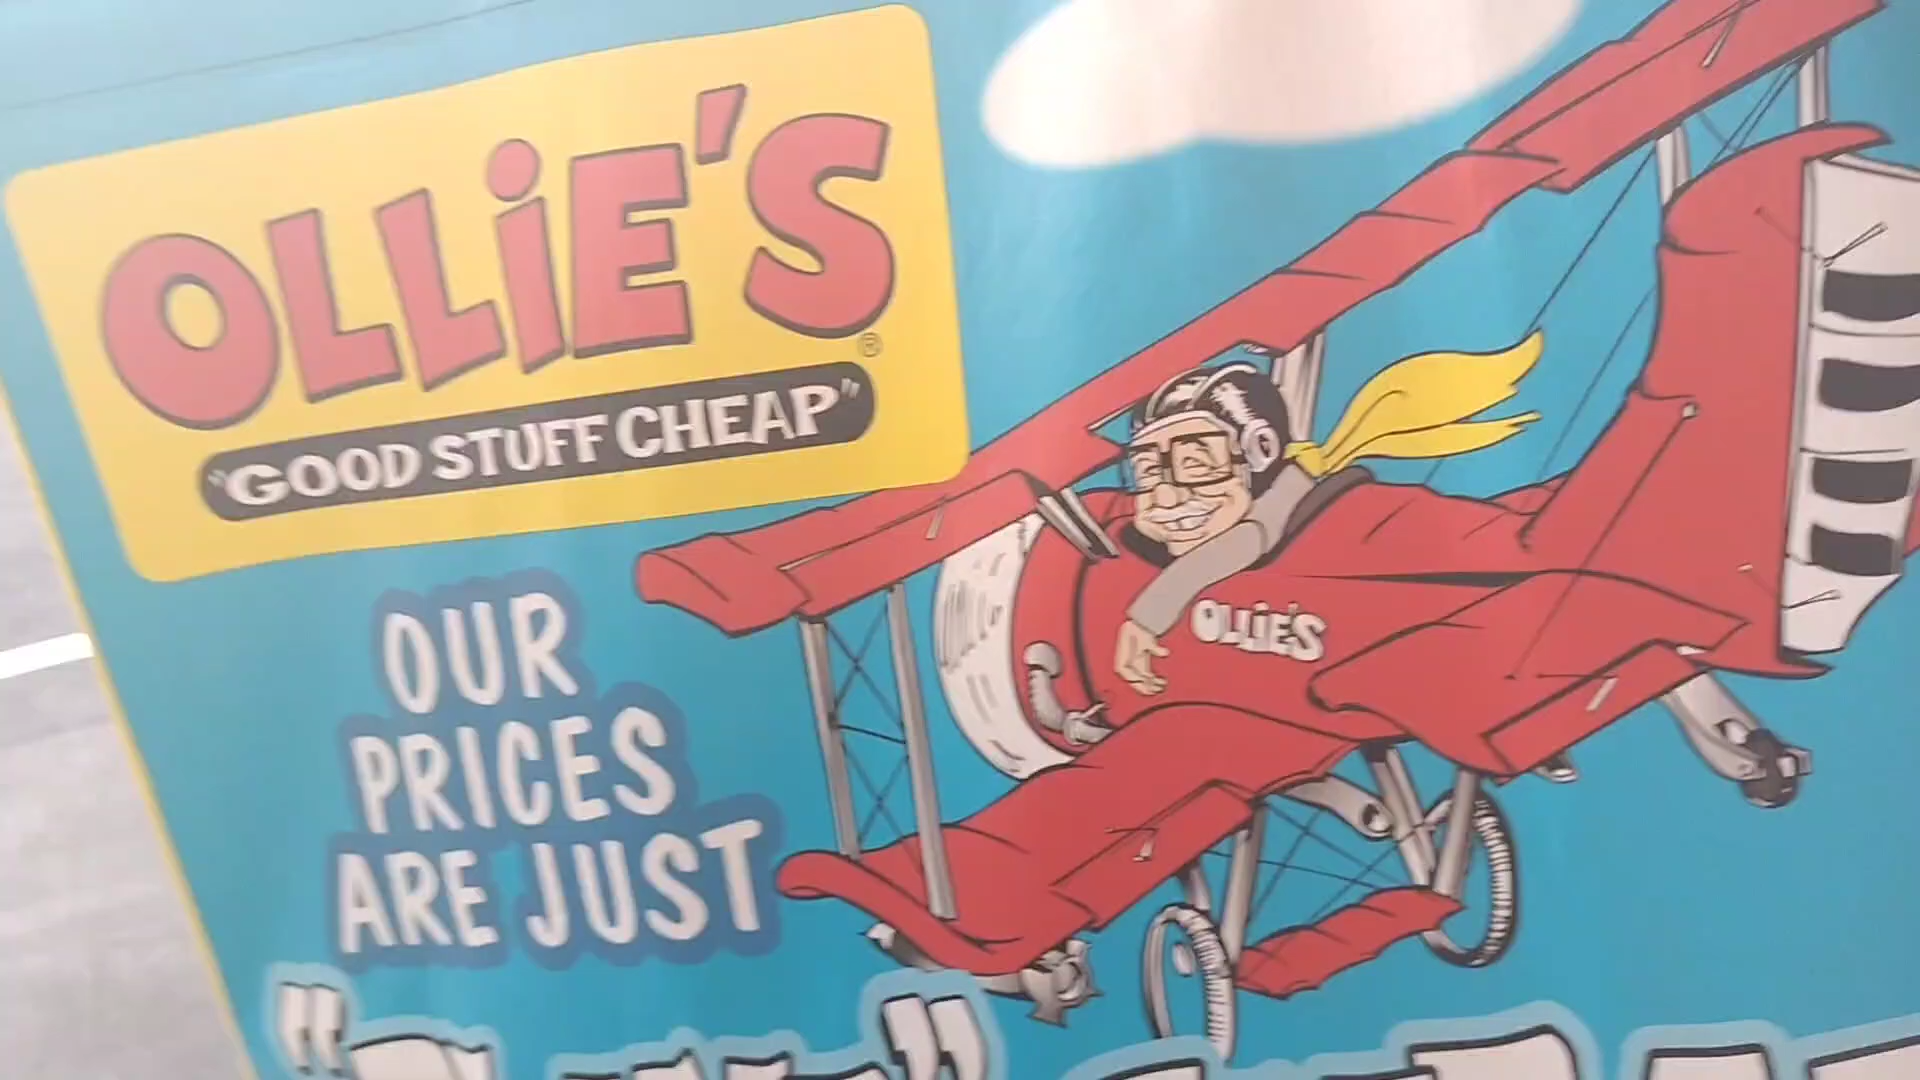 OLLiE'S
®
"GOOD STUFF CHEAP"
OUR
PRICES
ARE JUST
OLLiE'S